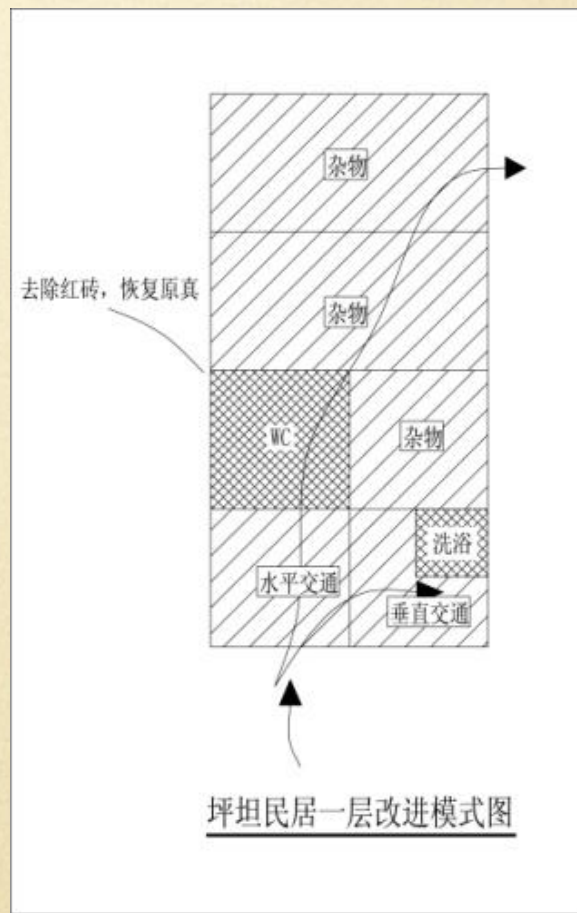 杂物
去除红砖，恢复原真
杂物
WC
杂物
洗浴
水平交通
垂直交通
坪坦民居一层改进模式图